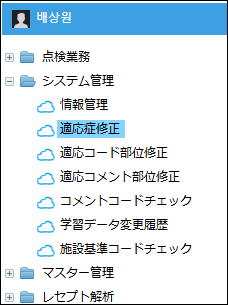 배상원
点検業務
システム管理
情報管理
適応症修正
適応コード部位修正
適応コメント部位修正
コメントコードチェック
学習データ変更履歴
施設基準コードチェック
マスター管理
レセプト解析